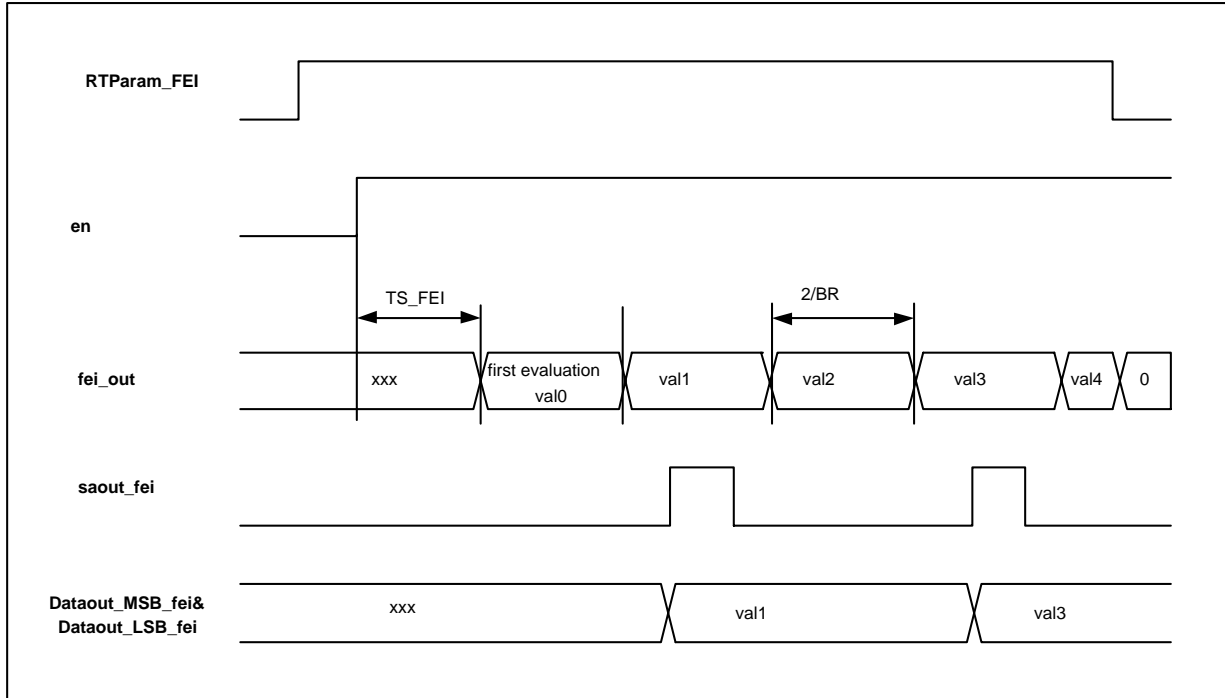 RTParam_FEI
en
TS_FEI
2/BR
fei_out
xxx
first evaluation
val0
val1
val2
val3
val4
0
saout_fei
Dataout_MSB_fei&
Dataout_LSB_fei
xxx
val1
val3